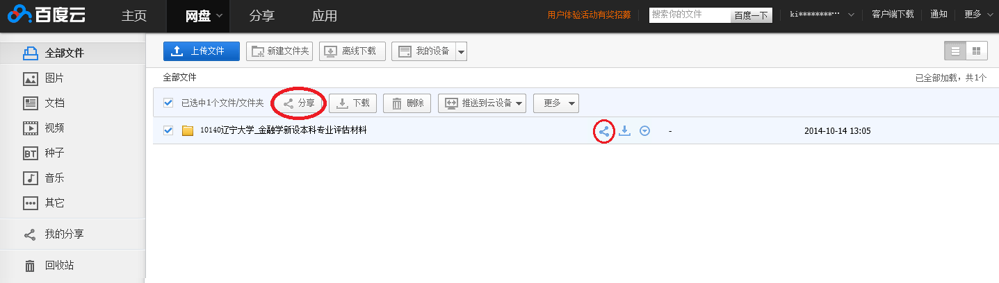 百度云 主页 网盘 分享 应用 用户体验活动有奖招募 搜索你的文件 百度一下 ki********… 客户端下载 通知 更多
全部文件
图片
文档
视频
BT 种子
音乐
其它
我的分享
回收站
上传文件 新建文件夹 离线下载 我的设备
全部文件 已全部加载，共1个
已选中1个文件/文件夹 分享 下载 删除 推送到云设备 更多
10140辽宁大学_金融学新设本科专业评估材料 - 2014-10-14 13:05